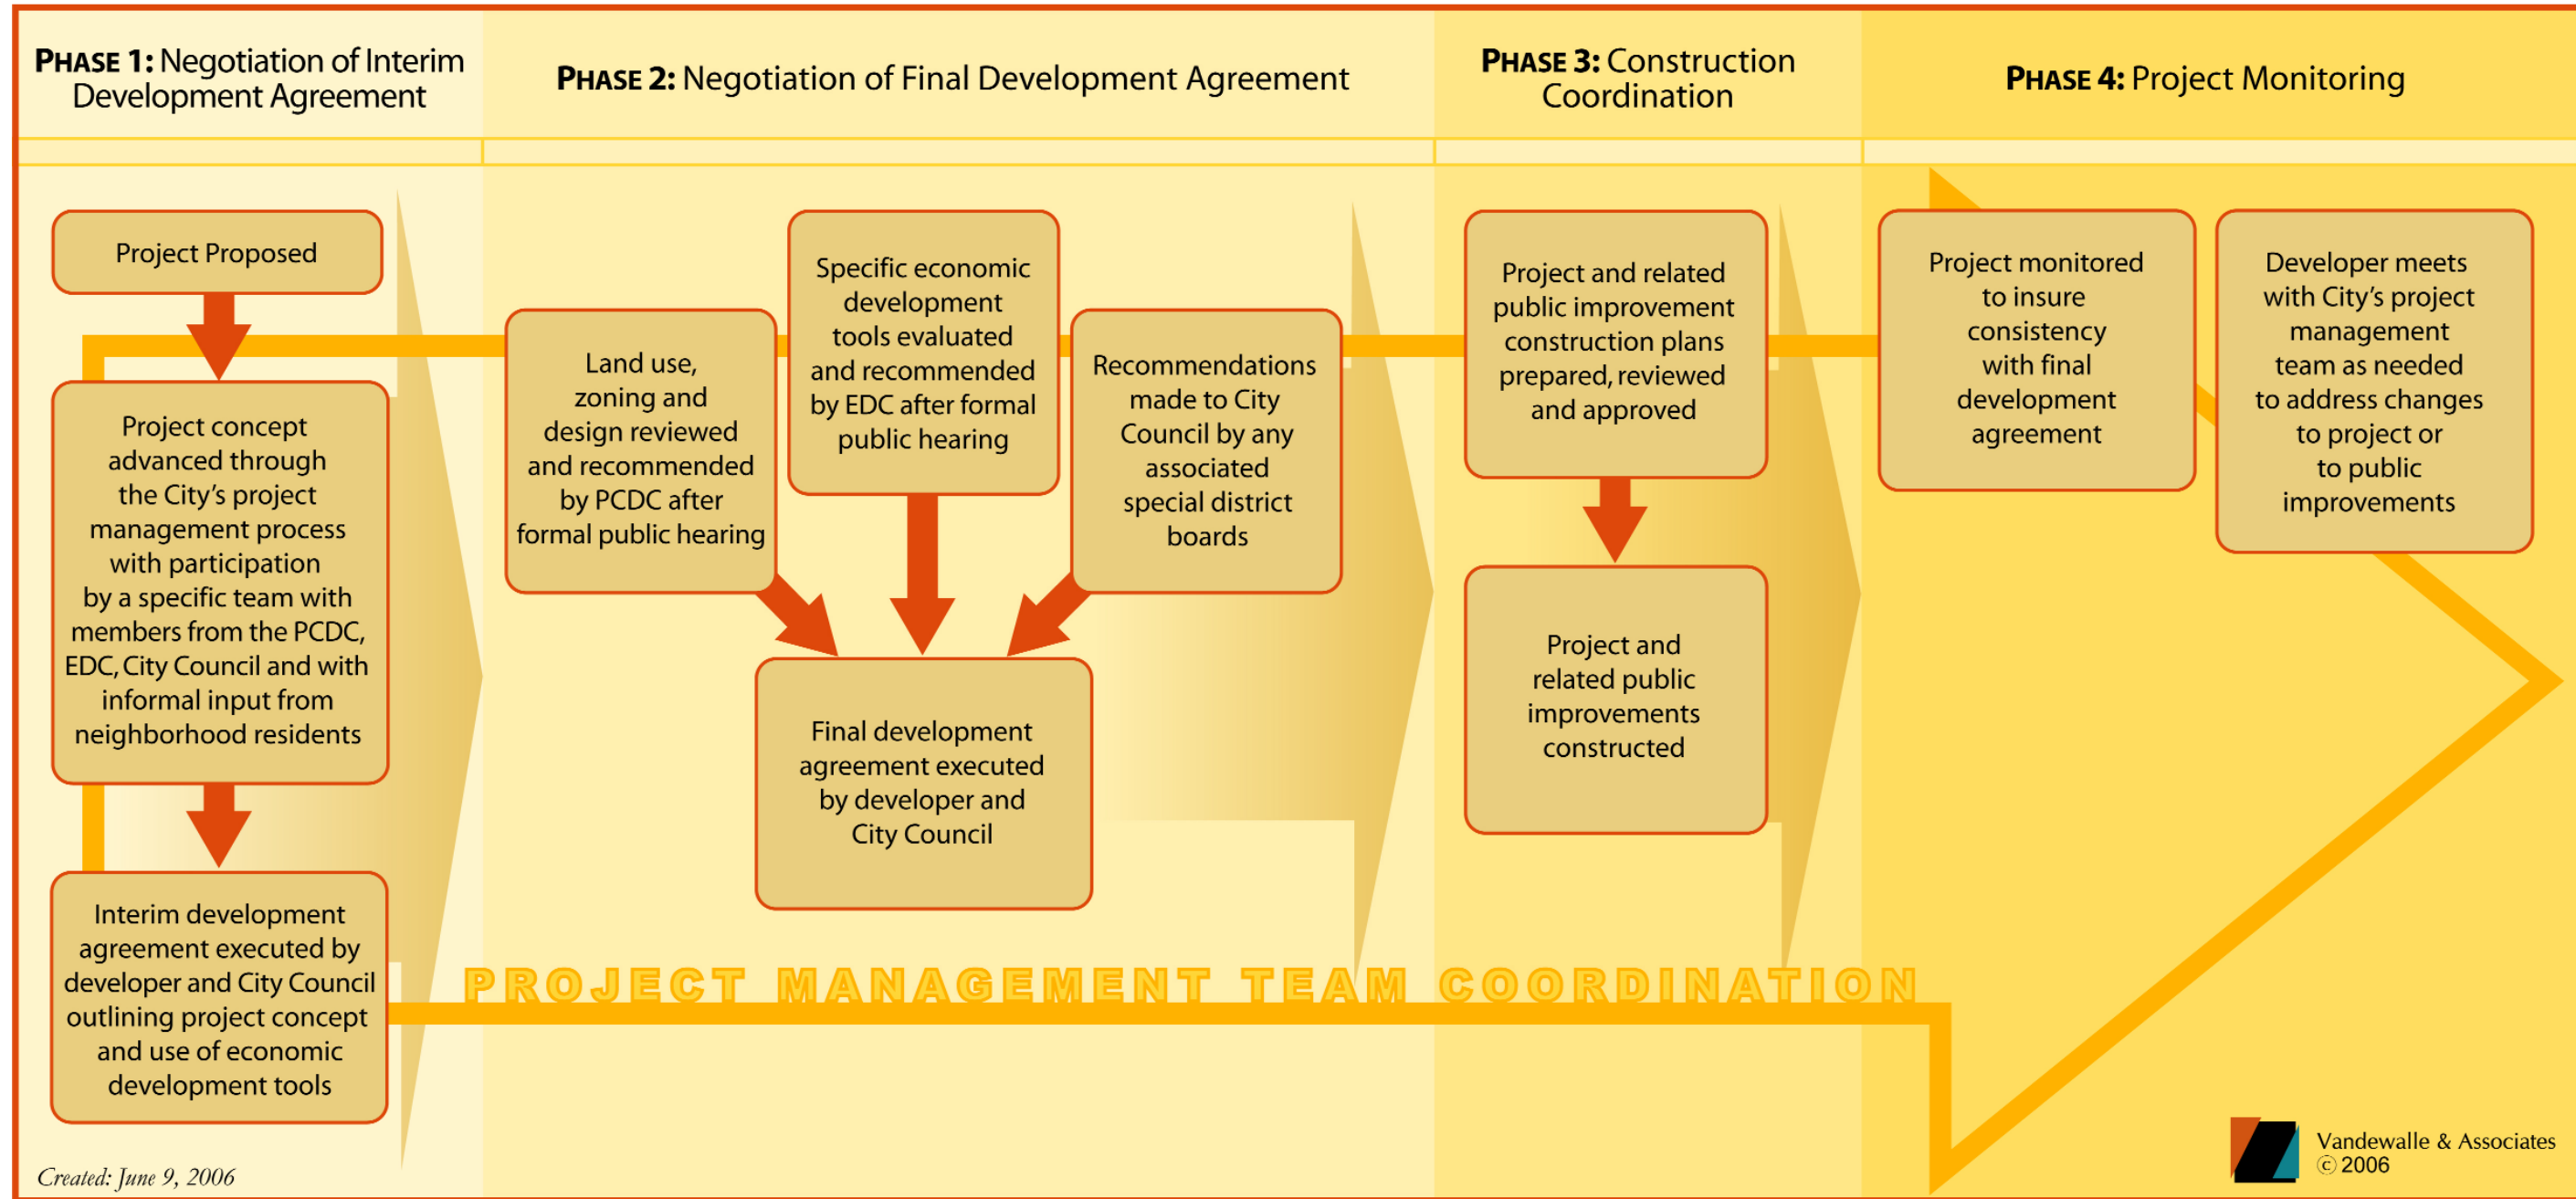 PHASE 1: Negotiation of Interim
Development Agreement
PHASE 2: Negotiation of Final Development Agreement
PHASE 3: Construction
Coordination
PHASE 4: Project Monitoring
Project Proposed
Project concept
advanced through
the City's project
management process
with participation
by a specific team with
members from the PCDC,
EDC, City Council and with
informal input from
neighborhood residents
Interim development
agreement executed by
developer and City Council
outlining project concept
and use of economic
development tools
Land use,
zoning and
design reviewed
and recommended
by PCDC after
formal public hearing
Specific economic
development
tools evaluated
and recommended
by EDC after formal
public hearing
Recommendations
made to City
Council by any
associated
special district
boards
Final development
agreement executed
by developer and
City Council
Project and related
public improvement
construction plans
prepared, reviewed
and approved
Project and
related public
improvements
constructed
Project monitored
to insure
consistency
with final
development
agreement
Developer meets
with City's project
management
team as needed
to address changes
to project or
to public
improvements
PROJECT MANAGEMENT TEAM COORDINATION
Created: June 9, 2006
Vandewalle & Associates
© 2006